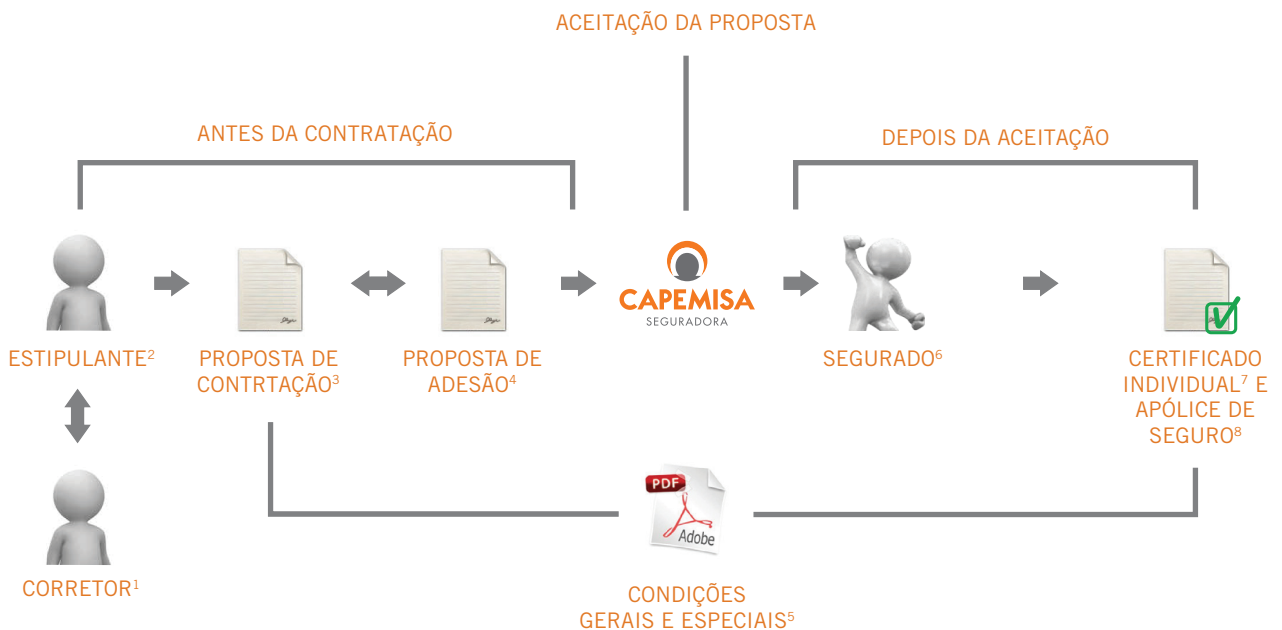 ACEITAÇÃO DA PROPOSTA
ANTES DA CONTRATAÇÃO
DEPOIS DA ACEITAÇÃO
CAPEMISA
SEGURADORA
ESTIPULANTE²
PROPOSTA DE
CONTRTAÇÃO³
PROPOSTA DE
ADESÃO⁴
SEGURADO⁶
CERTIFICADO
INDIVIDUAL⁷ E
APÓLICE DE
SEGURO⁸
PDF
Adobe
CORRETOR¹
CONDIÇÕES
GERAIS E ESPECIAIS⁵